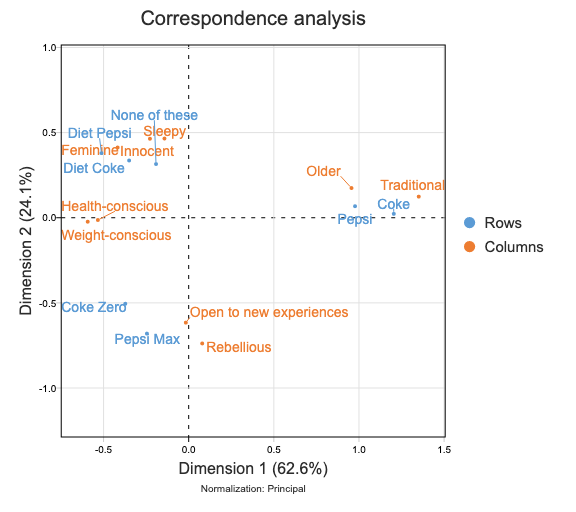 Correspondence analysis
1.0
None of these
Diet Pepsi
Sleepy
0.5
Feminine
Innocent
Diet Coke
Older
Traditional
Health-conscious
Coke
0.0
Pepsi
Weight-conscious
Rows
Columns
Dimension 2 (24.1%)
Coke Zero
-0.5
Open to new experiences
Pepsi Max
Rebellious
-1.0
-0.5 0.0 0.5 1.0 1.5
Dimension 1 (62.6%)
Normalization: Principal